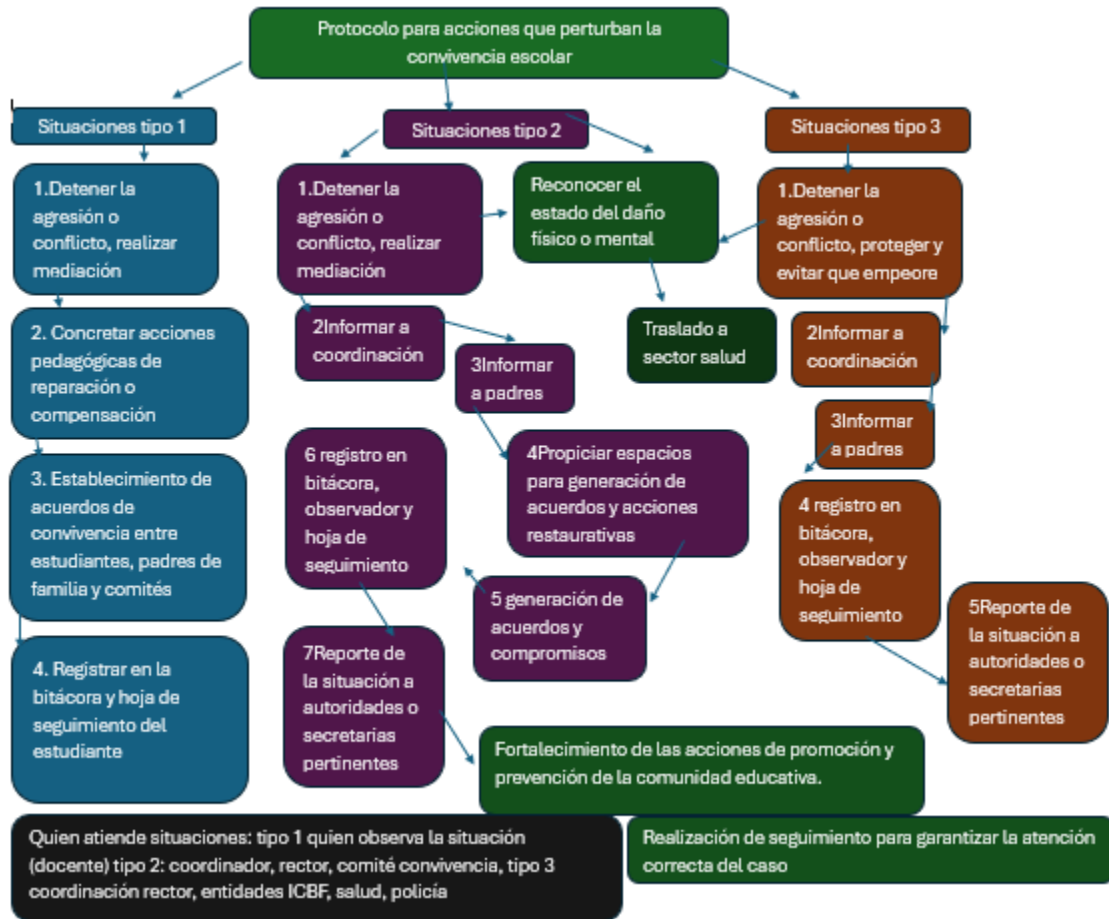 Protocolo para acciones que perturban la
convivencia escolar
Situaciones tipo 1
1.Detener la
agresión o
conflicto, realizar
mediación
2. Concretar acciones
pedagógicas de
reparación o
compensación
3. Establecimiento de
acuerdos de
convivencia entre
estudiantes, padres de
familia y comités
4. Registrar en la
bitácora y hoja de
seguimiento del
estudiante
Situaciones tipo 2
1.Detener la
agresión o
conflicto, realizar
mediación
Reconocer el
estado del daño
físico o mental
Traslado a
sector salud
2Informar a
coordinación
3Informar
a padres
4Propiciar espacios
para generación de
acuerdos y acciones
restaurativas
5 generación de
acuerdos y
compromisos
6 registro en
bitácora,
observador y
hoja de
seguimiento
7Reporte de
la situación a
autoridades o
secretarias
pertinentes
Situaciones tipo 3
1.Detener la
agresión o
conflicto, proteger y
evitar que empeore
2Informar a
coordinación
3Informar
a padres
4 registro en
bitácora,
observador y
hoja de
seguimiento
5Reporte de
la situación a
autoridades o
secretarias
pertinentes
Fortalecimiento de las acciones de promoción y
prevención de la comunidad educativa.
Quien atiende situaciones: tipo 1 quien observa la situación
(docente) tipo 2: coordinador, rector, comité convivencia, tipo 3
coordinación rector, entidades ICBF, salud, policía
Realización de seguimiento para garantizar la atención
correcta del caso